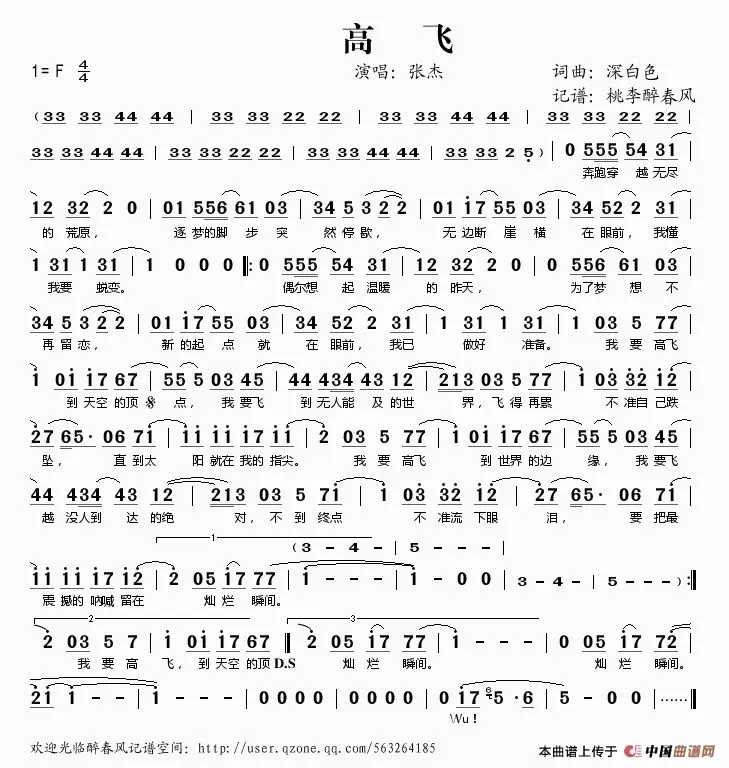 高 飞
1= F 4/4 演唱：张杰 词曲：深白色
记谱：桃李醉春风
( 33 33 44 44 | 33 33 22 22 | 33 33 44 44 | 33 33 22 22
33 33 44 44 | 33 33 22 22 | 33 33 44 44 | 33 33 2 5 ) | 0 555 54 31 |
奔跑穿 越 无尽
12 32 2 0 | 01 556 61 03 | 34 5 3 2 2 | 01 17 55 03 | 34 52 2 31 |
的 荒原， 逐 梦的脚 步 突 然 停歇， 无 边断 崖 横 在 眼前，我懂
1 31 1 31 | 1 0 0 0 ‖: 0 555 54 31 | 12 32 2 0 | 0 556 61 03 |
我要 蜕变。 偶尔想 起 温暖 的 昨天， 为了梦 想 不
34 5 3 2 2 | 01 17 55 03 | 34 52 2 31 | 1 31 1 31 | 1 03 5 77 |
再 留恋， 新 的起 点 就 在 眼前，我已 做好 准备。 我 要 高飞
1 01 17 67 | 55 5 03 45 | 44 434 43 12 | 213 03 5 77 | 1 03 32 12 |
到 天空 的顶 𝄋 点， 我 要飞 到 无人能 及 的世 界，飞 得 再累 不 准自 己跌
27 65· 06 71 | 11 17 17 11 | 2 03 5 77 | 1 01 17 67 | 55 5 03 45 |
坠， 直 到太 阳 就在 我的 指尖。 我 要 高飞 到 世界 的边 缘，我 要飞
44 434 43 12 | 213 03 5 71 | 1 03 32 12 | 27 65· 06 71 |
越 没人到 达 的绝 对，不 到 终点 不 准流 下眼 泪， 要 把最
1
( 3 - 4 - | 5 - - -
11 11 17 12 | 2 05 17 77 | 1 - - 1 | 1 - 0 0 | 3 - 4 - | 5 - - - ) :‖
震 撼的 呐喊 留在 灿 烂 瞬间。
2 3
2 03 5 7 | 1 01 17 67 ‖ 2 05 17 77 | 1 - - - | 0 05 17 72 |
我 要 高 飞，到 天空 的顶 D.S 灿 烂 瞬间。 灿 烂 瞬间。
21 1 - - | 1 - - - | 0 0 0 0 | 0 0 0 0 | 0 17 6 5 · 6 | 5 - 0 0 | ……|
Wu！
欢迎光临醉春风记谱空间：http://user.qzone.qq.com/563264185
本曲谱上传于 中国曲谱网